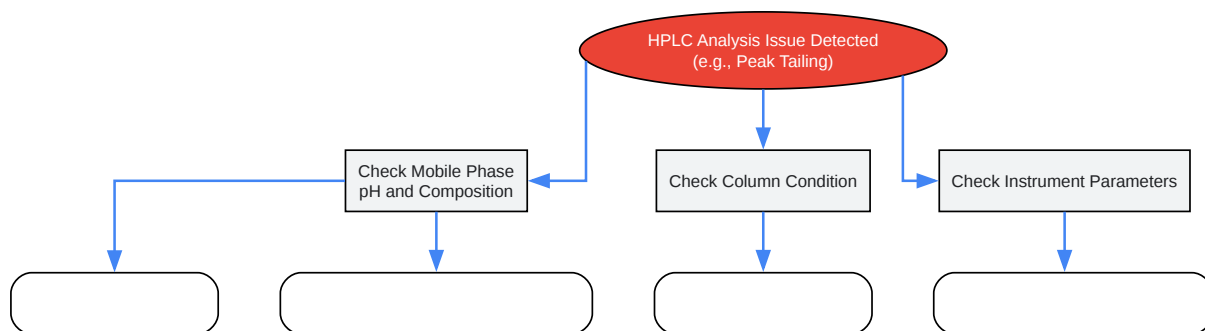 HPLC Analysis Issue Detected
(e.g., Peak Tailing)
Check Mobile Phase
pH and Composition
Check Column Condition
Check Instrument Parameters